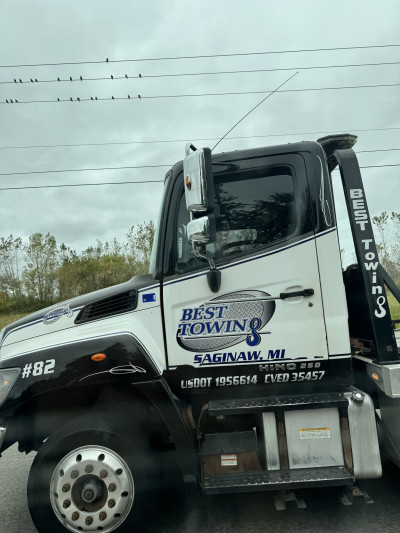 BEST
TOWING
SAGINAW, MI
HINO 258
USDOT 1956614 CVED 35457
#82
BEST TOWING